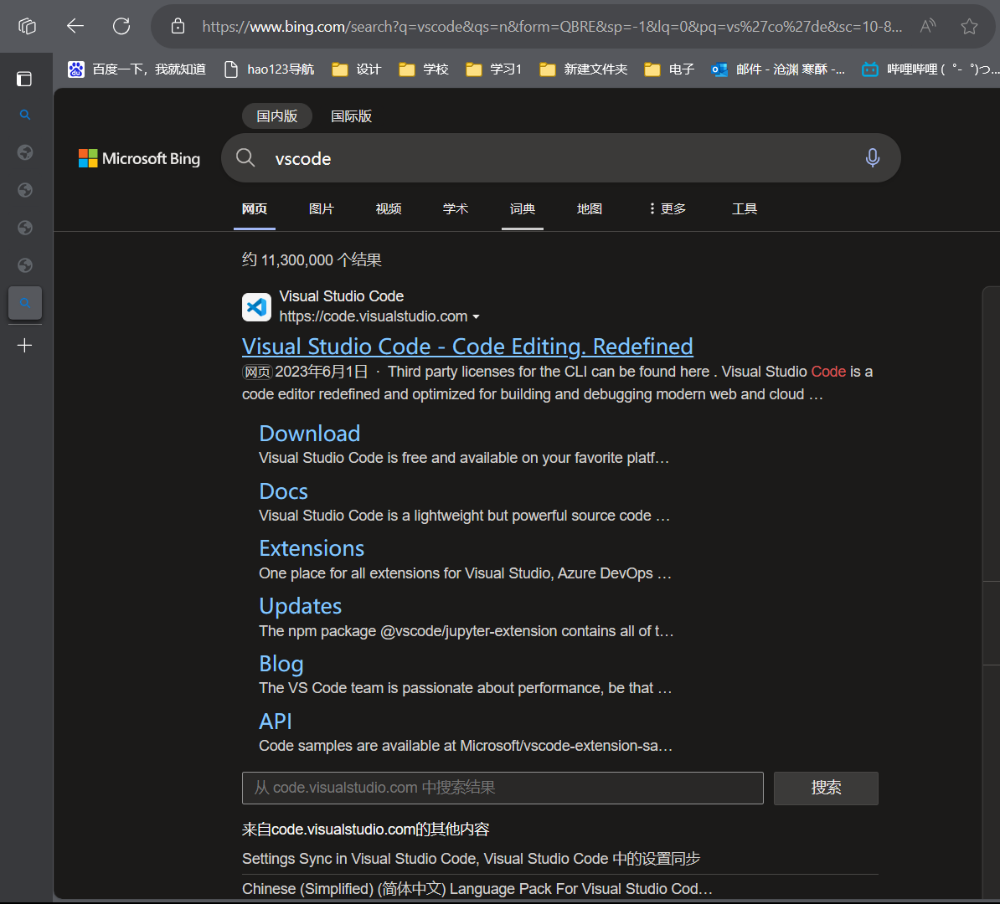 https://www.bing.com/search?q=vscode&qs=n&form=QBRE&sp=-1&lq=0&pq=vs%27co%27de&sc=10-8...
百度一下，我就知道 hao123导航 设计 学校 学习1 新建文件夹 电子 邮件 - 沧渊 寒酥 -... 哔哩哔哩 ( ゜- ゜)つ...
国内版 国际版
Microsoft Bing vscode
网页 图片 视频 学术 词典 地图 更多 工具
约 11,300,000 个结果
Visual Studio Code
https://code.visualstudio.com
Visual Studio Code - Code Editing. Redefined
网页 2023年6月1日 · Third party licenses for the CLI can be found here . Visual Studio Code is a
code editor redefined and optimized for building and debugging modern web and cloud …
Download
Visual Studio Code is free and available on your favorite platf…
Docs
Visual Studio Code is a lightweight but powerful source code …
Extensions
One place for all extensions for Visual Studio, Azure DevOps …
Updates
The npm package @vscode/jupyter-extension contains all of t…
Blog
The VS Code team is passionate about performance, be that …
API
Code samples are available at Microsoft/vscode-extension-sa…
从 code.visualstudio.com 中搜索结果 搜索
来自code.visualstudio.com的其他内容
Settings Sync in Visual Studio Code, Visual Studio Code 中的设置同步
Chinese (Simplified) (简体中文) Language Pack For Visual Studio Cod…